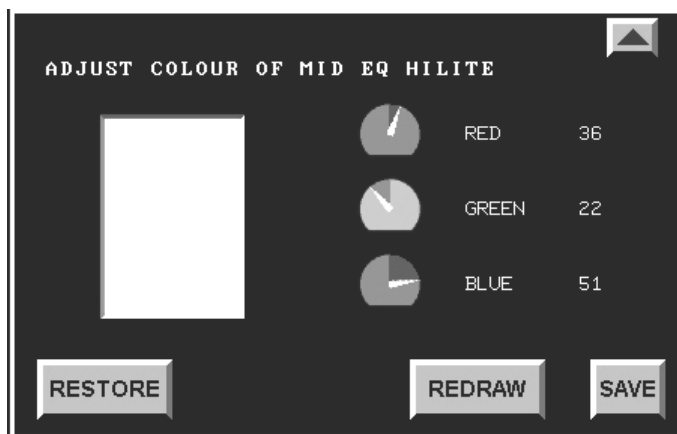 ADJUST COLOUR OF MID EQ HILITE
RED 36
GREEN 22
BLUE 51
RESTORE REDRAW SAVE